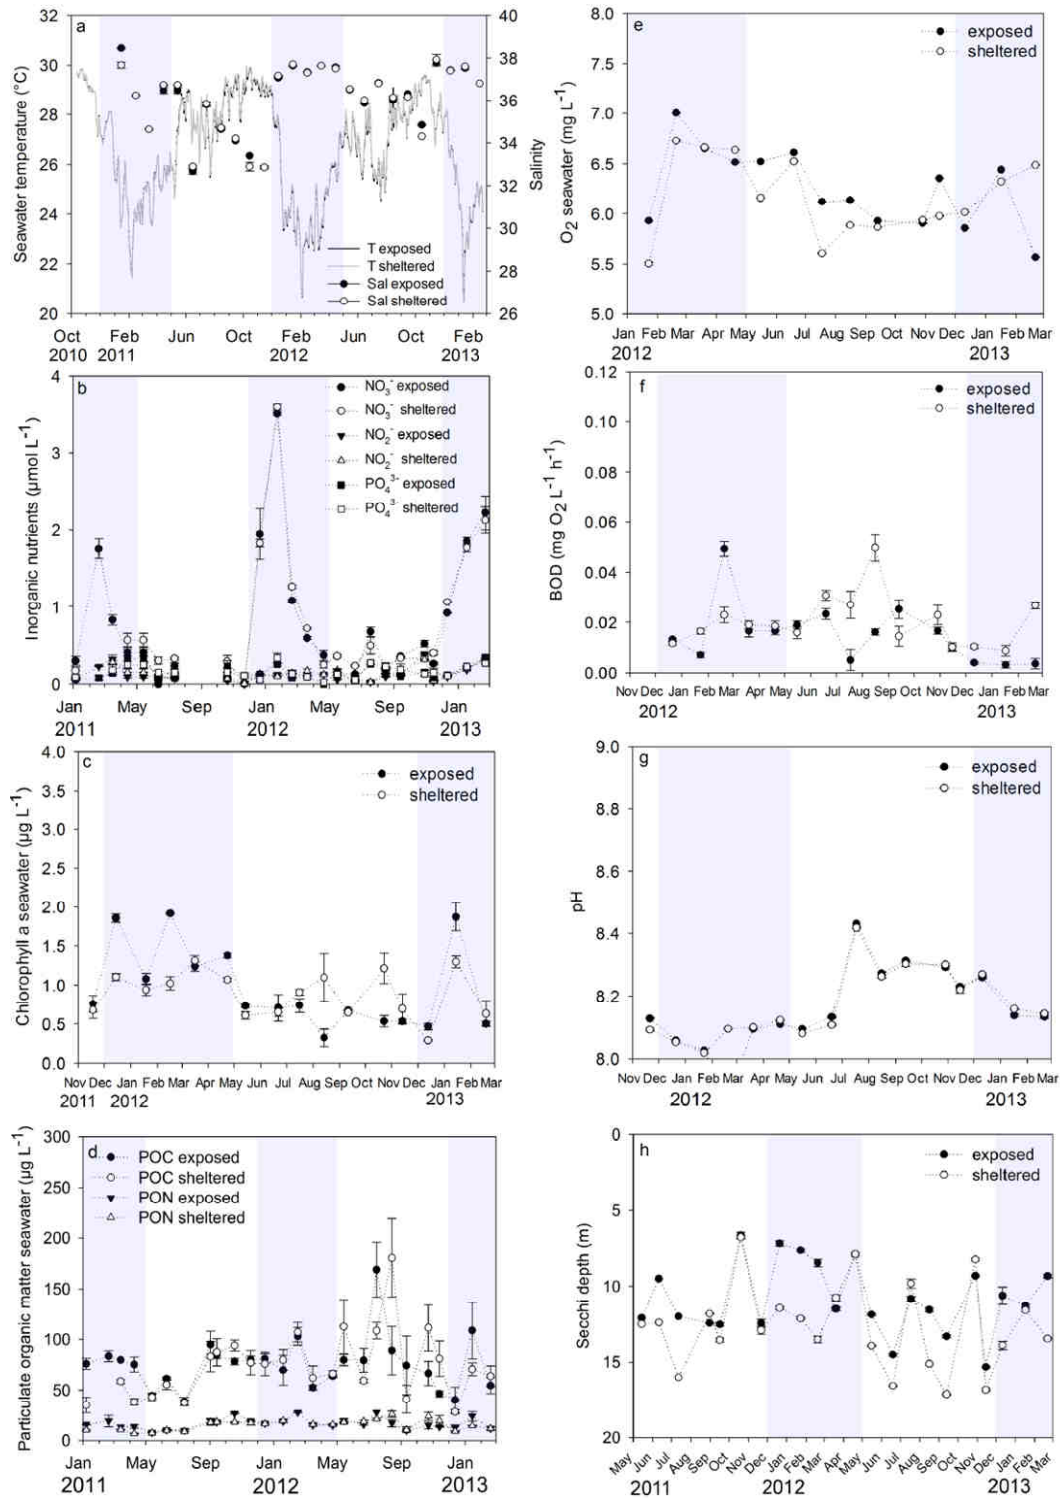 a
Seawater temperature (°C)
32
30
28
26
24
22
20
40
38
36
34
32
30
28
26
Salinity
T exposed
T sheltered
Sal exposed
Sal sheltered
Oct Feb Jun Oct Feb Jun Oct Feb
2010 2011 2012 2013
e
O2 seawater (mg L-1)
8.0
7.5
7.0
6.5
6.0
5.5
5.0
exposed
sheltered
Jan Feb Mar Apr May Jun Jul Aug Sep Oct Nov Dec Jan Feb Mar
2012 2013
b
Inorganic nutrients (µmol L-1)
4
3
2
1
0
NO3- exposed
NO3- sheltered
NO2- exposed
NO2- sheltered
PO43- exposed
PO43 sheltered
Jan May Sep Jan May Sep Jan
2011 2012 2013
f
BOD (mg O2 L-1 h-1)
0.12
0.10
0.08
0.06
0.04
0.02
0.00
exposed
sheltered
Nov Dec Jan Feb Mar Apr May Jun Jul Aug Sep Oct Nov Dec Jan Feb Mar
2012 2013
c
Chlorophyll a seawater (µg L-1)
4.0
3.5
3.0
2.5
2.0
1.5
1.0
0.5
0.0
exposed
sheltered
Nov Dec Jan Feb Mar Apr May Jun Jul Aug Sep Oct Nov Dec Jan Feb Mar
2011 2012 2013
g
pH
9.0
8.8
8.6
8.4
8.2
8.0
exposed
sheltered
Nov Dec Jan Feb Mar Apr May Jun Jul Aug Sep Oct Nov Dec Jan Feb Mar
2012 2013
d
Particulate organic matter seawater (µg L-1)
300
250
200
150
100
50
0
POC exposed
POC sheltered
PON exposed
PON sheltered
Jan May Sep Jan May Sep Jan
2011 2012 2013
h
Secchi depth (m)
0
5
10
15
20
exposed
sheltered
May Jun Jul Aug Sep Oct Nov Dec Jan Feb Mar Apr May Jun Jul Aug Sep Oct Nov Dec Jan Feb Mar
2011 2012 2013